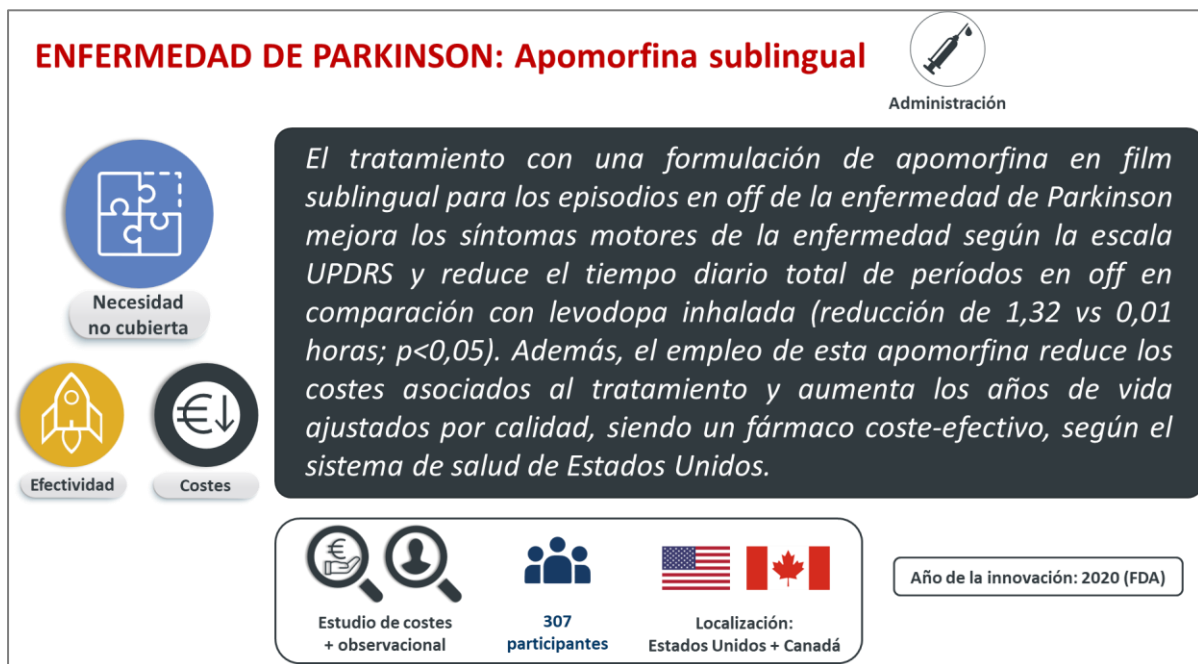 ENFERMEDAD DE PARKINSON: Apomorfina sublingual
Administración
Necesidad
no cubierta
Efectividad
Costes
El tratamiento con una formulación de apomorfina en film
sublingual para los episodios en off de la enfermedad de Parkinson
mejora los síntomas motores de la enfermedad según la escala
UPDRS y reduce el tiempo diario total de períodos en off en
comparación con levodopa inhalada (reducción de 1,32 vs 0,01
horas; p<0,05). Además, el empleo de esta apomorfina reduce los
costes asociados al tratamiento y aumenta los años de vida
ajustados por calidad, siendo un fármaco coste-efectivo, según el
sistema de salud de Estados Unidos.
Estudio de costes
+ observacional
307
participantes
Localización:
Estados Unidos + Canadá
Año de la innovación: 2020 (FDA)